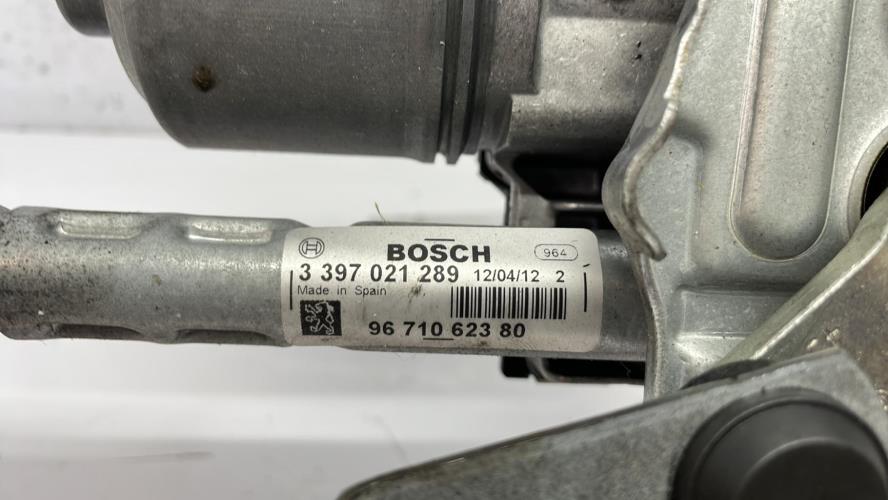 BOSCH 964
3 397 021 289 12/04/12 2
Made in Spain
96 710 623 80